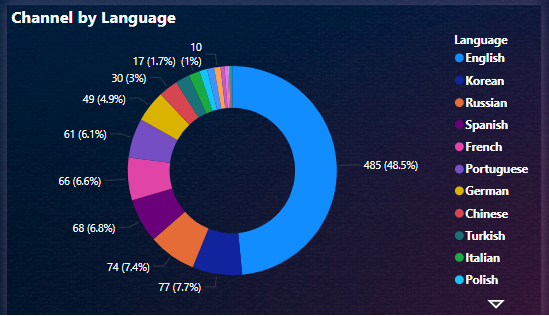 Channel by Language
10
(1%)
17 (1.7%)
30 (3%)
49 (4.9%)
61 (6.1%)
66 (6.6%)
68 (6.8%)
74 (7.4%)
77 (7.7%)
485 (48.5%)
Language
English
Korean
Russian
Spanish
French
Portuguese
German
Chinese
Turkish
Italian
Polish